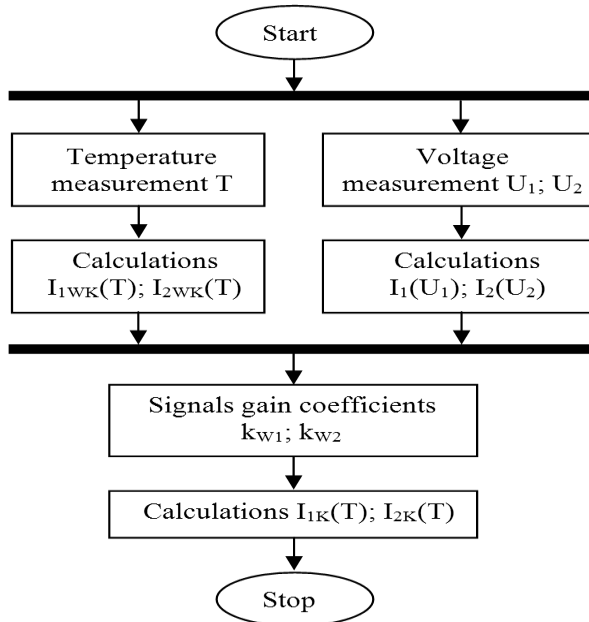 Start
Temperature
measurement T
Voltage
measurement U₁; U₂
Calculations
I₁WK(T); I₂WK(T)
Calculations
I₁(U₁); I₂(U₂)
Signals gain coefficients
kW1; kW2
Calculations I₁K(T); I₂K(T)
Stop